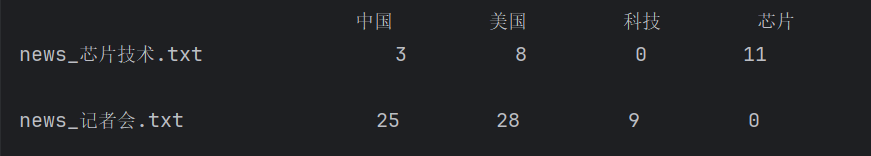 中国 美国 科技 芯片
news_芯片技术.txt 3 8 0 11
news_记者会.txt 25 28 9 0